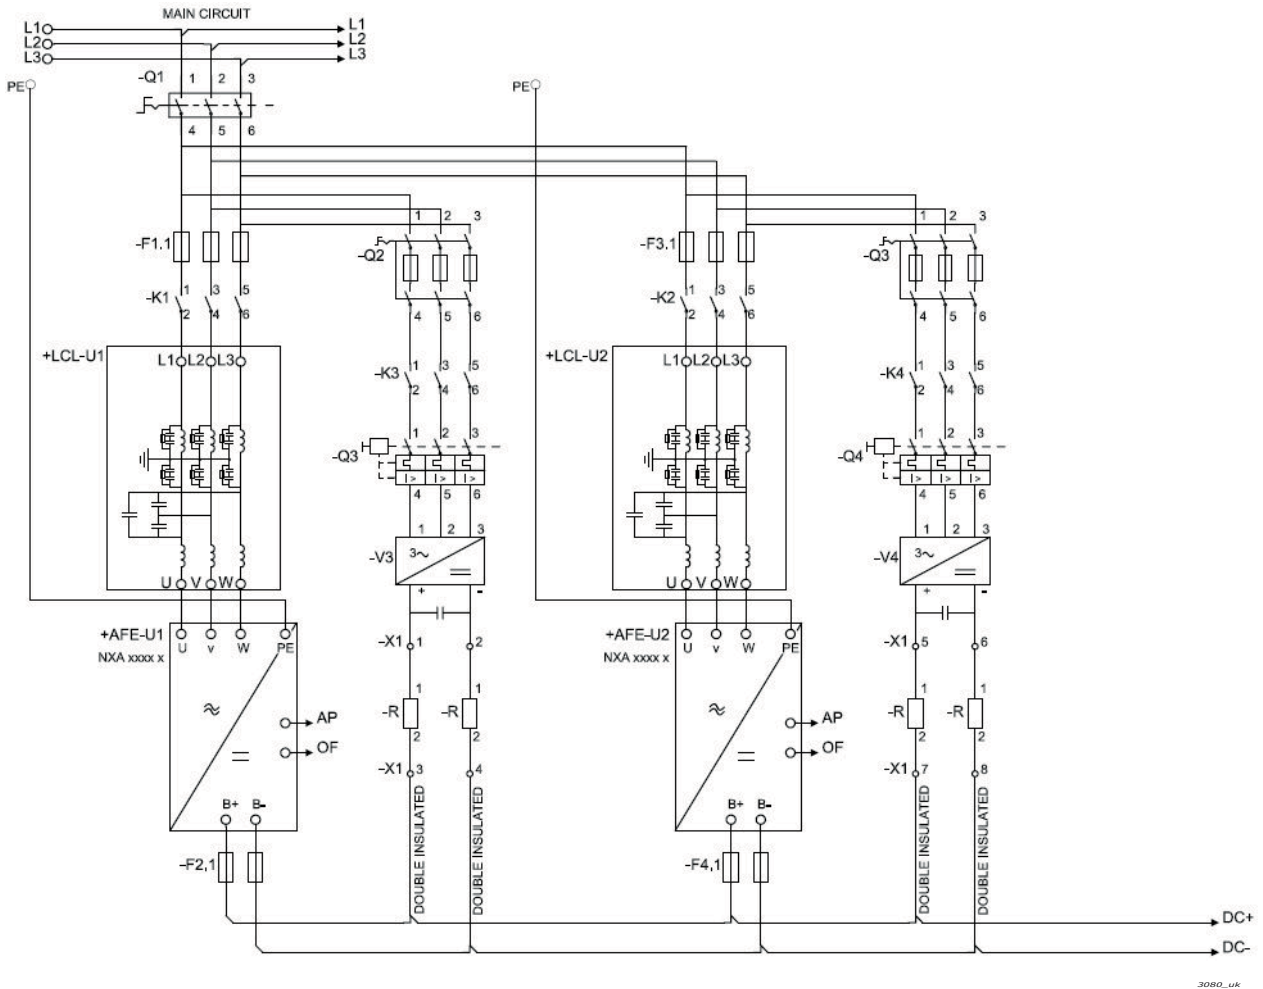 MAIN CIRCUIT
L1 L1
L2 L2
L3 L3
-Q1 1 2 3
PE PE
4 5 6
1 2 3 1 2 3
-F1.1 -Q2 -F3.1 -Q3
-K1 1 3 5 -K2 1 3 5
2 4 6 4 5 6 2 4 6 4 5 6
+LCL-U1 L1 L2 L3 +LCL-U2 L1 L2 L3
-K3 1 3 5 -K4 1 3 5
2 4 6 2 4 6
1 2 3 1 2 3
-Q3 -Q4
I> I> I> I> I> I>
4 5 6 4 5 6
1 2 3 1 2 3
-V3 3~ -V4 3~
U V W U V W
+ - + -
+AFE-U1 -X1 1 2 +AFE-U2 -X1 5 6
U v W PE U v W PE
NXA xxxx x NXA xxxx x
1 1 1 1
-R -R -R -R
AP AP
2 2 2 2
OF OF
-X1 3 4 -X1 7 8
B+ B- B+ B-
DOUBLE INSULATED DOUBLE INSULATED DOUBLE INSULATED DOUBLE INSULATED
-F2,1 -F4,1
DC+
DC-
3080_uk